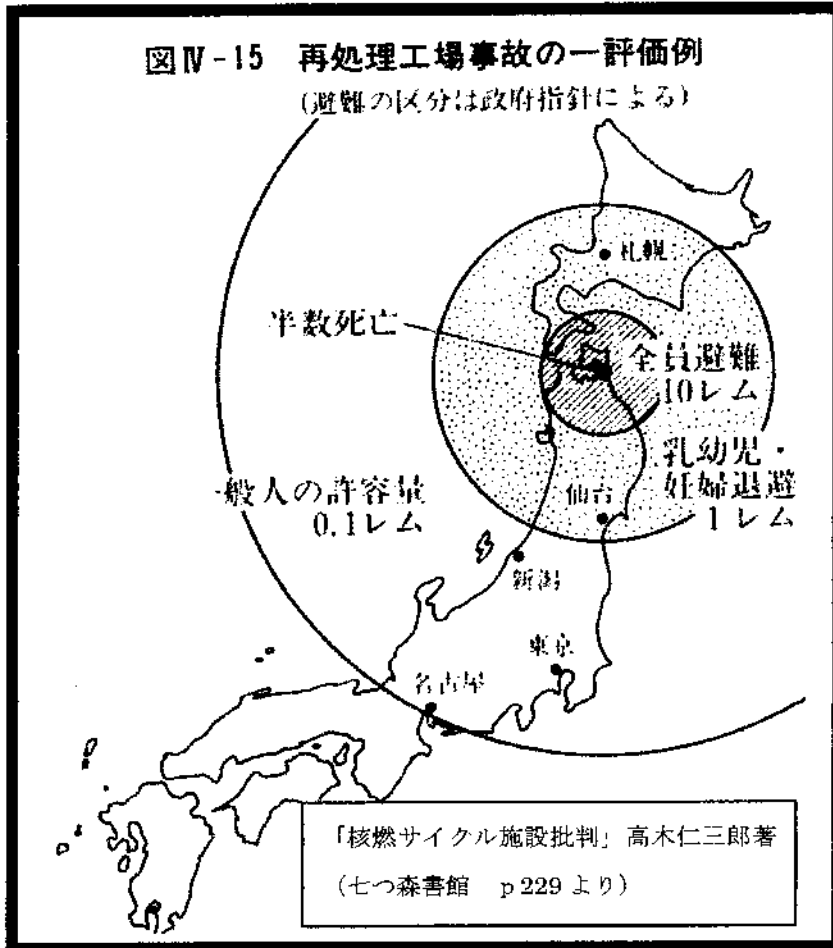 図Ⅳ-15 再処理工場事故の一評価例
(避難の区分は政府指針による)
札幌
半数死亡
全員避難
10レム
乳幼児・
妊婦退避
1レム
一般人の許容量
0.1レム
仙台
新潟
東京
名古屋
「核燃サイクル施設批判」高木仁三郎著
(七つ森書館 p229より)